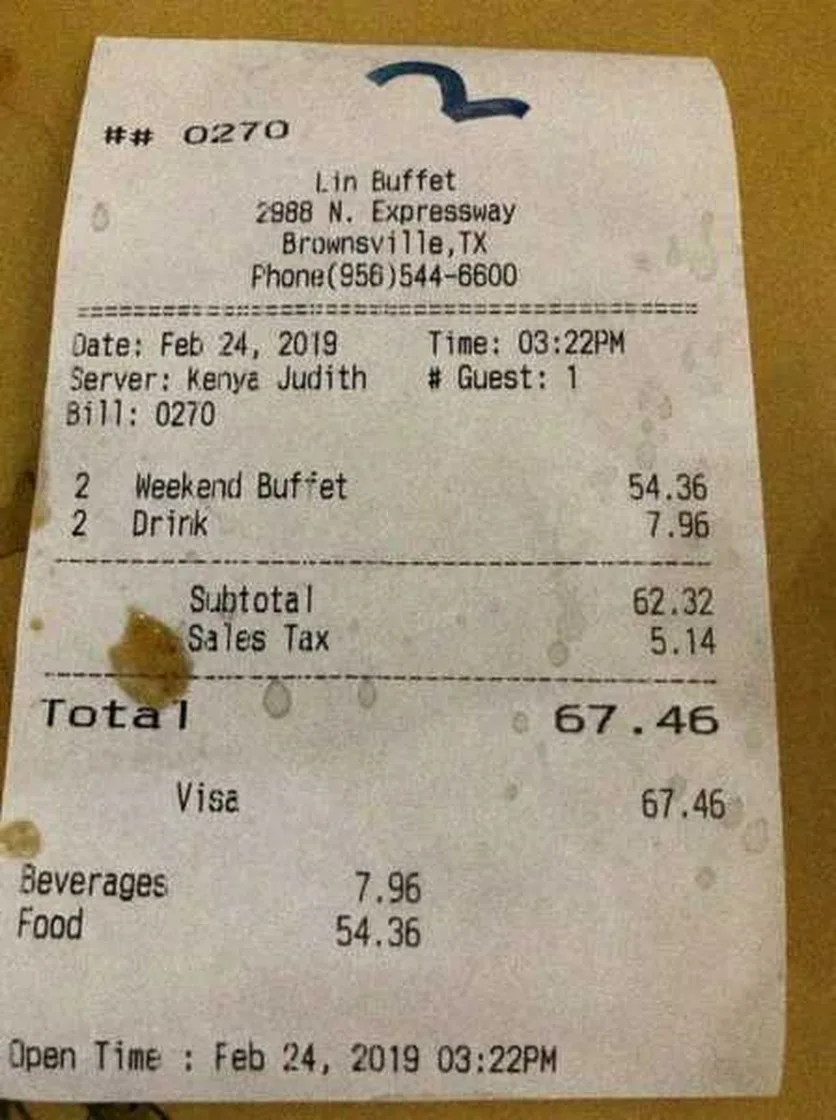 2
## 0270
Lin Buffet
2988 N. Expressway
Brownsville,TX
Phone(956)544-6600
Date: Feb 24, 2019 Time: 03:22PM
Server: Kenya Judith # Guest: 1
Bill: 0270
2 Weekend Buffet 54.36
2 Drink 7.96
Subtotal 62.32
Sales Tax 5.14
Total 67.46
Visa 67.46
Beverages 7.96
Food 54.36
Open Time : Feb 24, 2019 03:22PM